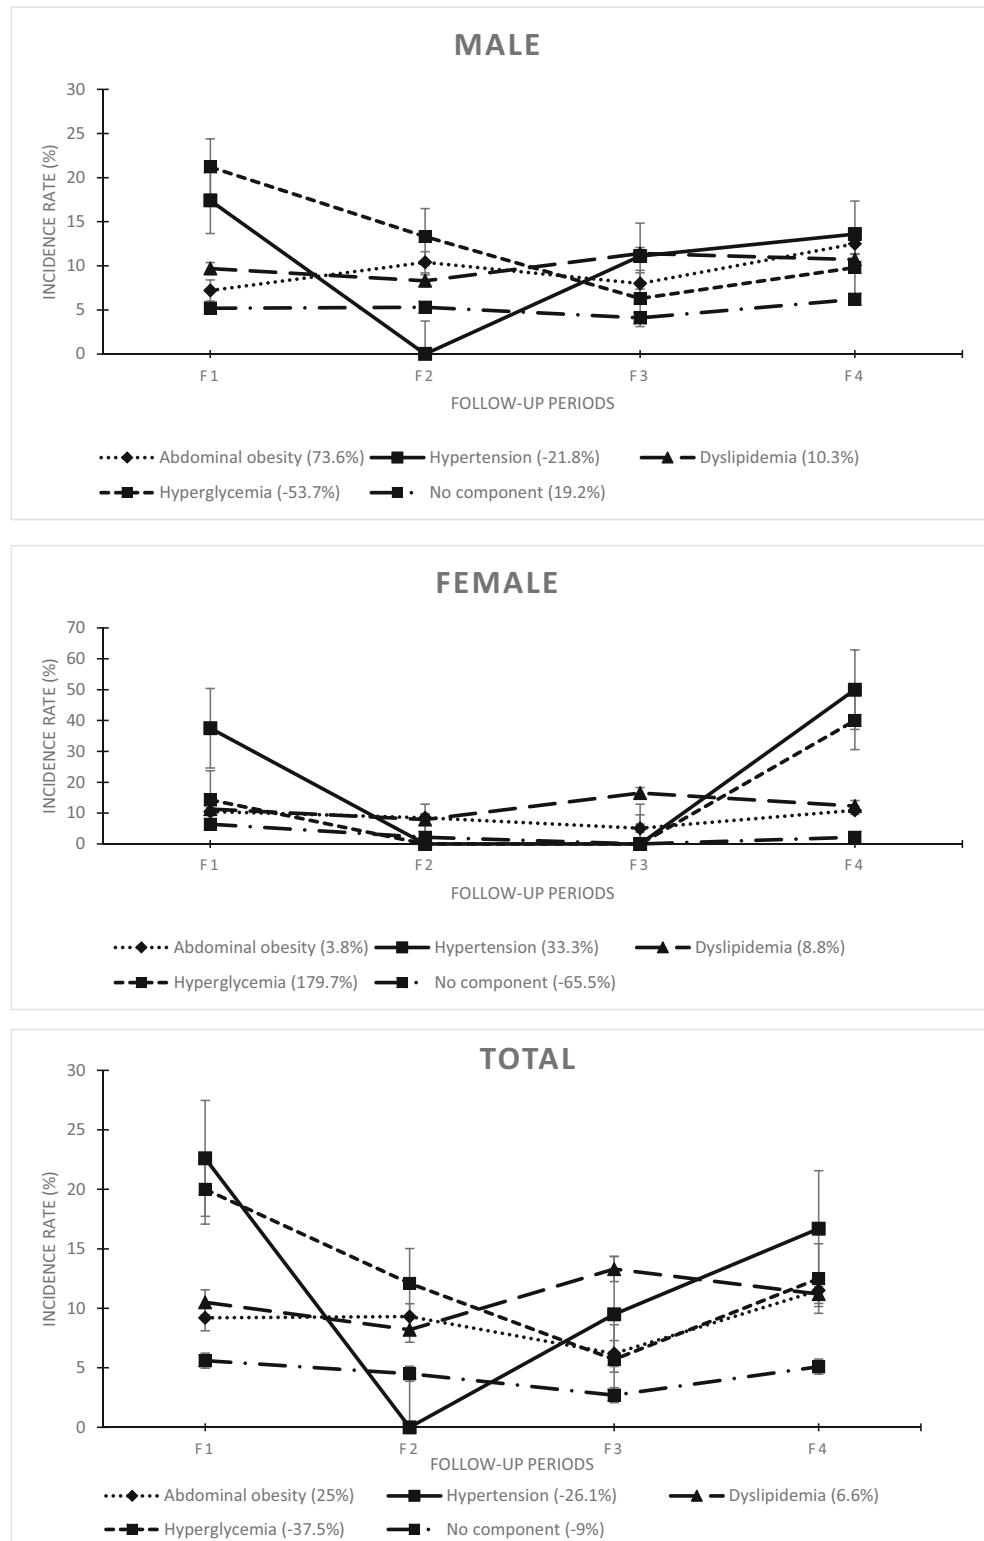 MALE
INCIDENCE RATE (%)
30
25
20
15
10
5
0
F1 F2 F3 F4
FOLLOW-UP PERIODS
Abdominal obesity (73.6%) Hypertension (-21.8%) Dyslipidemia (10.3%)
Hyperglycemia (-53.7%) No component (19.2%)
FEMALE
INCIDENCE RATE (%)
70
60
50
40
30
20
10
0
F1 F2 F3 F4
FOLLOW-UP PERIODS
Abdominal obesity (3.8%) Hypertension (33.3%) Dyslipidemia (8.8%)
Hyperglycemia (179.7%) No component (-65.5%)
TOTAL
INCIDENCE RATE (%)
30
25
20
15
10
5
0
F1 F2 F3 F4
FOLLOW-UP PERIODS
Abdominal obesity (25%) Hypertension (-26.1%) Dyslipidemia (6.6%)
Hyperglycemia (-37.5%) No component (-9%)